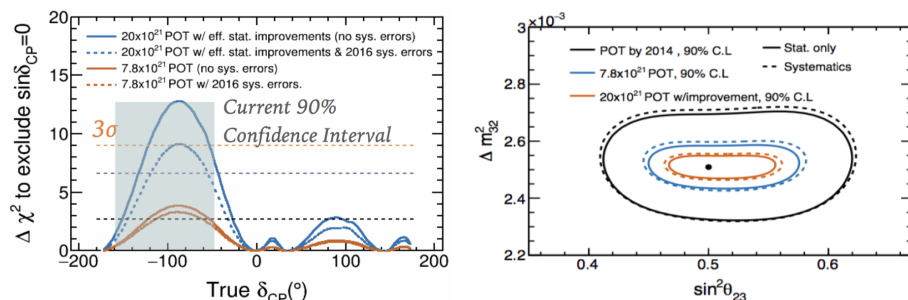 20
15
10
5
0
−200
−100
0
100
200
Δ χ² to exclude sinδCP=0
True δCP(°)
20x10²¹ POT w/ eff. stat. improvements (no sys. errors)
20x10²¹ POT w/ eff. stat. improvements & 2016 sys. errors
7.8x10²¹ POT (no sys. errors)
7.8x10²¹ POT w/ 2016 sys. errors.
3σ
Current 90%
Confidence Interval
×10⁻³
3
2.8
2.6
2.4
2.2
0.4
0.5
0.6
Δ m²32
sin²θ23
POT by 2014 , 90% C.L
7.8x10²¹ POT, 90% C.L
20x10²¹ POT w/improvement, 90% C.L
Stat. only
Systematics